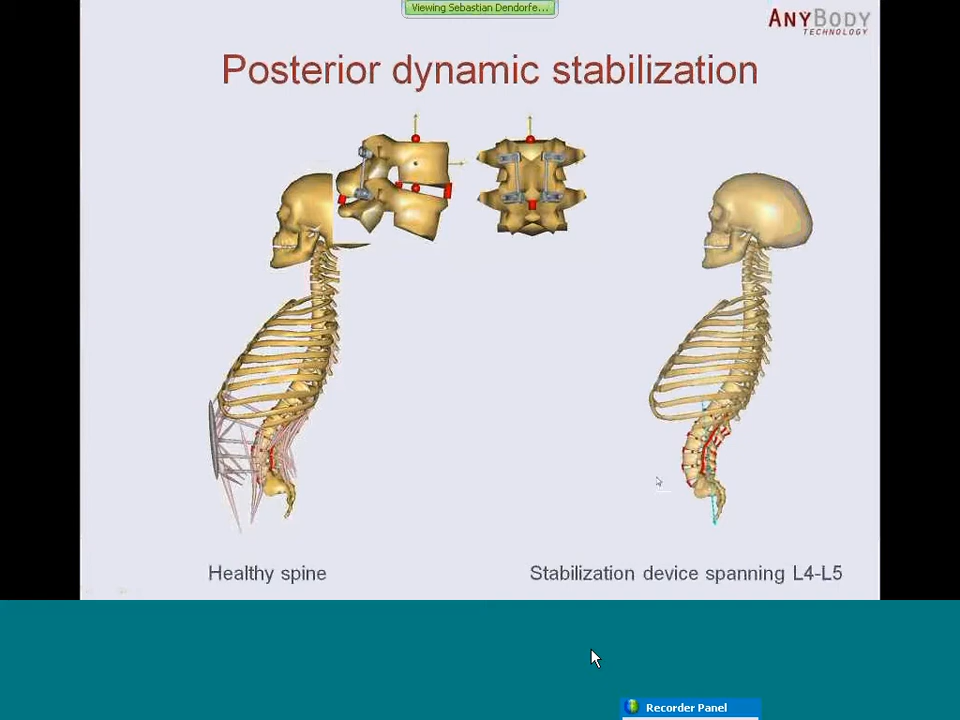 Viewing Sebastian Dendorfe...
ANYBODY
TECHNOLOGY
Posterior dynamic stabilization
Healthy spine
Stabilization device spanning L4-L5
Recorder Panel